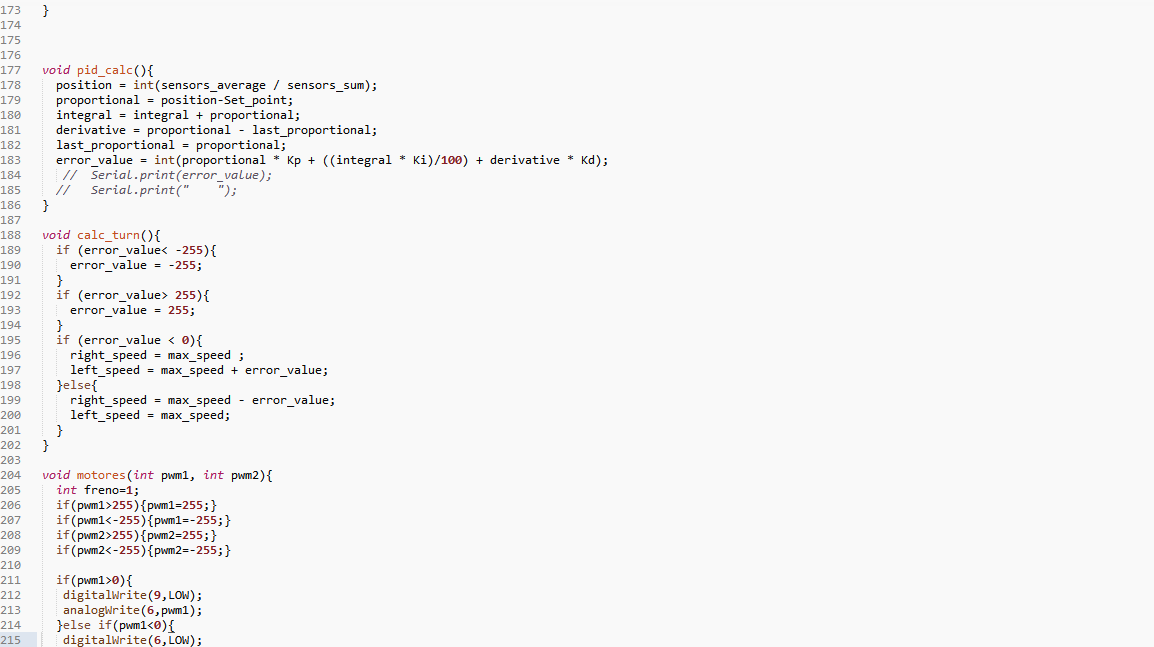 173 }
174
175
176
177 void pid_calc(){
178 position = int(sensors_average / sensors_sum);
179 proportional = position-Set_point;
180 integral = integral + proportional;
181 derivative = proportional - last_proportional;
182 last_proportional = proportional;
183 error_value = int(proportional * Kp + ((integral * Ki)/100) + derivative * Kd);
184 // Serial.print(error_value);
185 // Serial.print("    ");
186 }
187
188 void calc_turn(){
189 if (error_value< -255){
190 error_value = -255;
191 }
192 if (error_value> 255){
193 error_value = 255;
194 }
195 if (error_value < 0){
196 right_speed = max_speed ;
197 left_speed = max_speed + error_value;
198 }else{
199 right_speed = max_speed - error_value;
200 left_speed = max_speed;
201 }
202 }
203
204 void motores(int pwm1, int pwm2){
205 int freno=1;
206 if(pwm1>255){pwm1=255;}
207 if(pwm1<-255){pwm1=-255;}
208 if(pwm2>255){pwm2=255;}
209 if(pwm2<-255){pwm2=-255;}
210
211 if(pwm1>0){
212 digitalWrite(9,LOW);
213 analogWrite(6,pwm1);
214 }else if(pwm1<0){
215 digitalWrite(6,LOW);